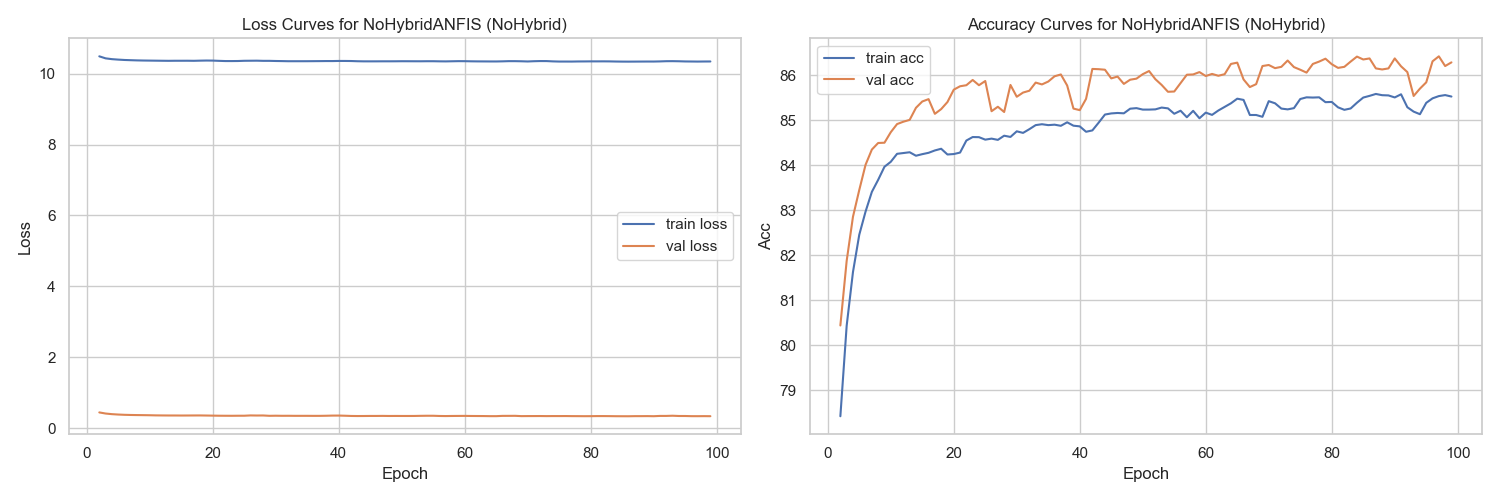 Loss Curves for NoHybridANFIS (NoHybrid)
10
8
6
4
2
0
Loss
train loss
val loss
0 20 40 60 80 100
Epoch
Accuracy Curves for NoHybridANFIS (NoHybrid)
train acc
val acc
86
85
84
83
82
81
80
79
Acc
0 20 40 60 80 100
Epoch